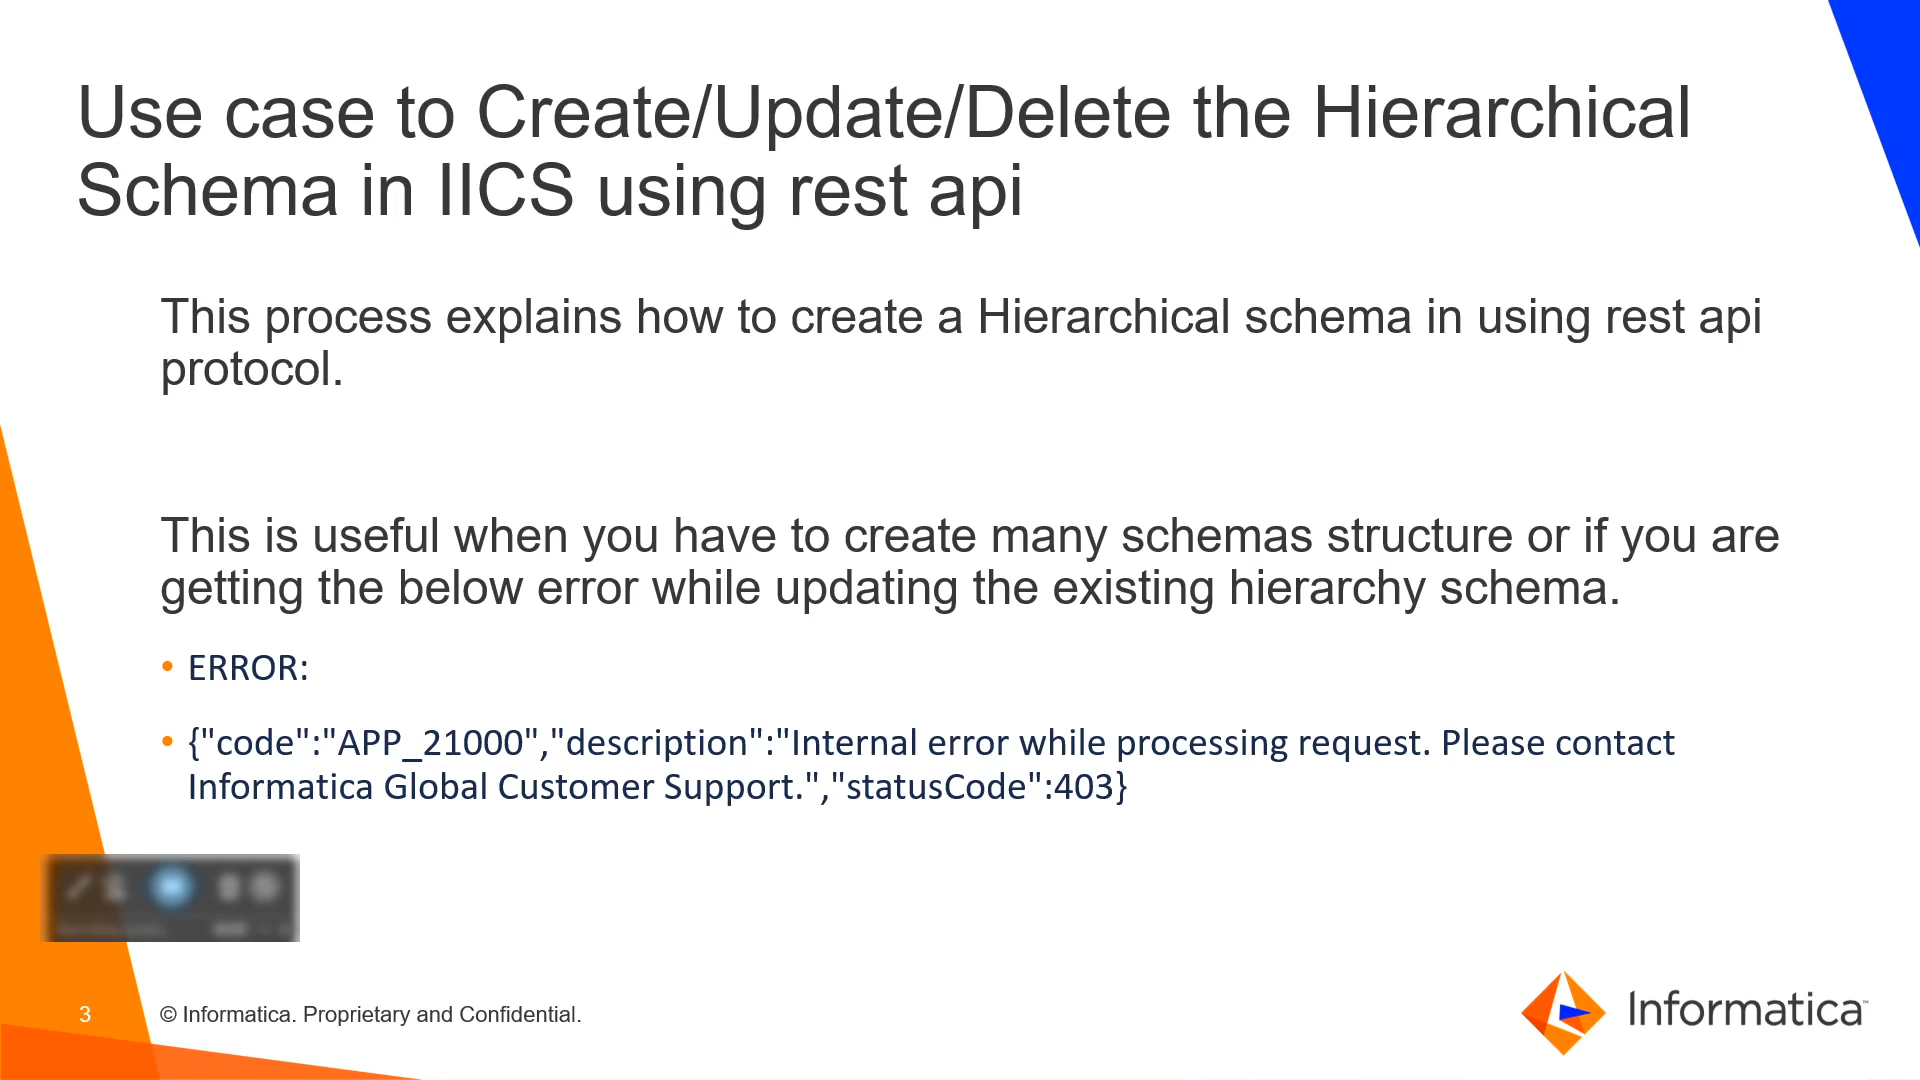 Use case to Create/Update/Delete the Hierarchical
Schema in IICS using rest api
This process explains how to create a Hierarchical schema in using rest api
protocol.
This is useful when you have to create many schemas structure or if you are
getting the below error while updating the existing hierarchy schema.
• ERROR:
• {"code":"APP_21000","description":"Internal error while processing request. Please contact
Informatica Global Customer Support.","statusCode":403}
3
© Informatica. Proprietary and Confidential.
Informatica™